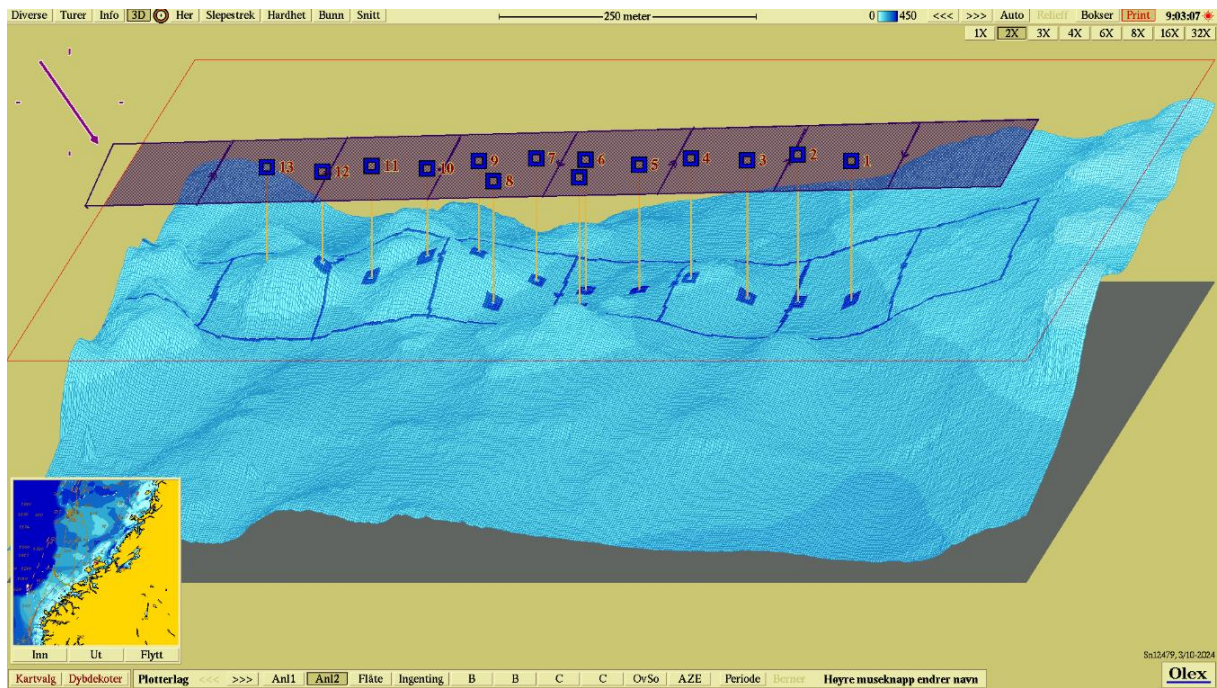 Diverse Turer Info 3D Her Slepestrek Hardhet Bunn Snitt 250 meter 0 450 <<< >>> Auto Relieff Bokser Print 9:03:07
1X 2X 3X 4X 6X 8X 16X 32X
13 12 11 10 9 8 7 6 5 4 3 2 1
Inn Ut Flytt
Sn12479, 3/10-2024
Kartvalg Dybdekoter Plotterlag <<< >>> Anl1 Anl2 Flåte Ingenting B B C C OvSo AZE Periode Berner Høyre museknapp endrer navn Olex